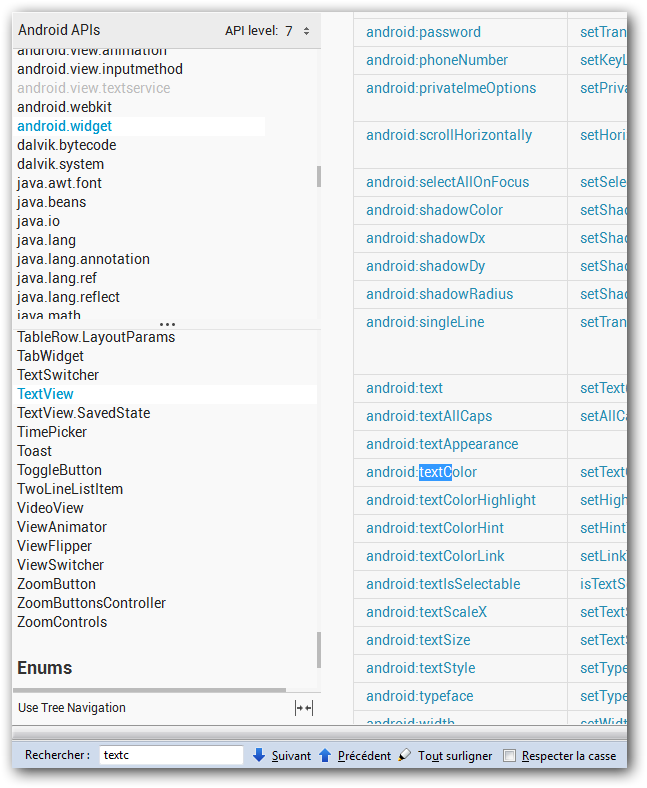 Android APIs
API level: 7
android.view.animation
android.view.inputmethod
android.view.textservice
android.webkit
android.widget
dalvik.bytecode
dalvik.system
java.awt.font
java.beans
java.io
java.lang
java.lang.annotation
java.lang.ref
java.lang.reflect
java.math
TableRow.LayoutParams
TabWidget
TextSwitcher
TextView
TextView.SavedState
TimePicker
Toast
ToggleButton
TwoLineListItem
VideoView
ViewAnimator
ViewFlipper
ViewSwitcher
ZoomButton
ZoomButtonsController
ZoomControls
Enums
Use Tree Navigation
android:password setTran
android:phoneNumber setKeyL
android:privateImeOptions setPriva
android:scrollHorizontally setHori
android:selectAllOnFocus setSele
android:shadowColor setShad
android:shadowDx setShad
android:shadowDy setShad
android:shadowRadius setShad
android:singleLine setTran
android:text setText
android:textAllCaps setAllCa
android:textAppearance
android:textColor setText
android:textColorHighlight setHigh
android:textColorHint setHint
android:textColorLink setLink
android:textIsSelectable isTextS
android:textScaleX setTextS
android:textSize setTextS
android:textStyle setType
android:typeface setType
android:width setWidt
Rechercher : textc Suivant Précédent Tout surligner Respecter la casse